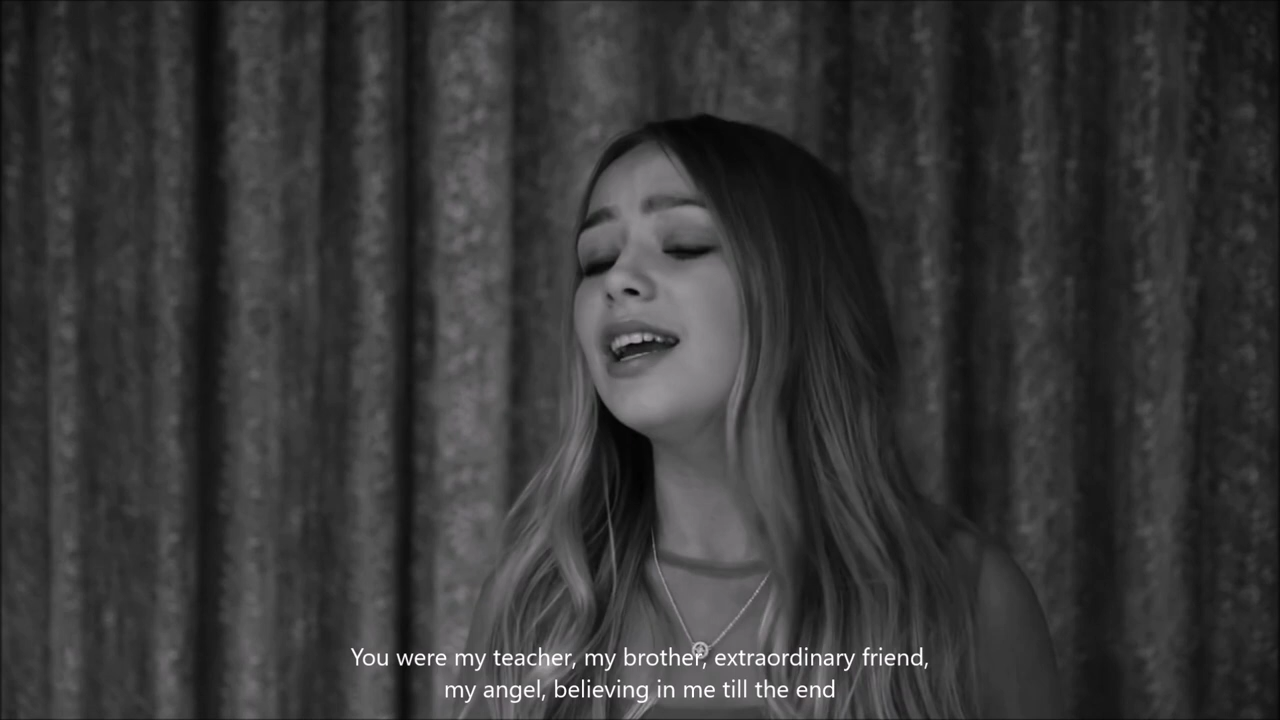 You were my teacher, my brother, extraordinary friend,
my angel, believing in me till the end